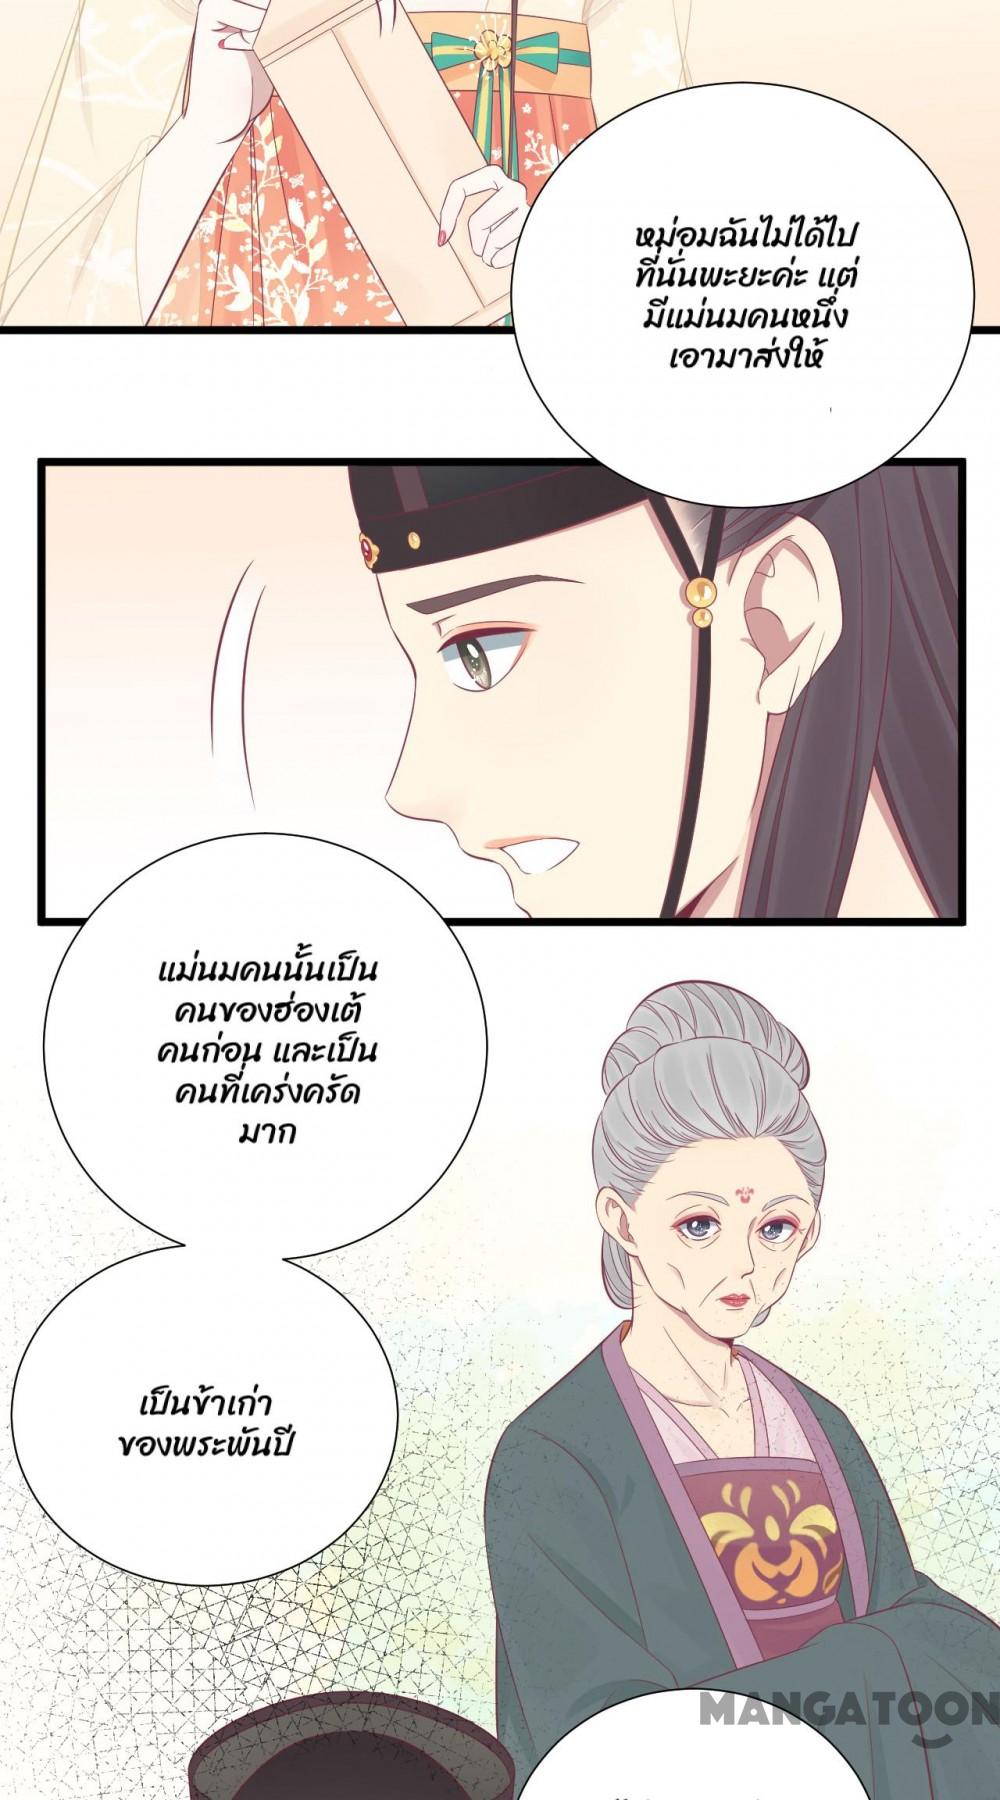 หม่อมฉันไม่ได้ไป
ที่นั่นพะยะค่ะ แต่
มีแม่นมคนหนึ่ง
เอามาส่งให้
แม่นมคนนั้นเป็น
คนของฮ่องเต้
คนก่อน และเป็น
คนที่เคร่งครัด
มาก
เป็นข้าเก่า
ของพระพันปี
MANGATOON